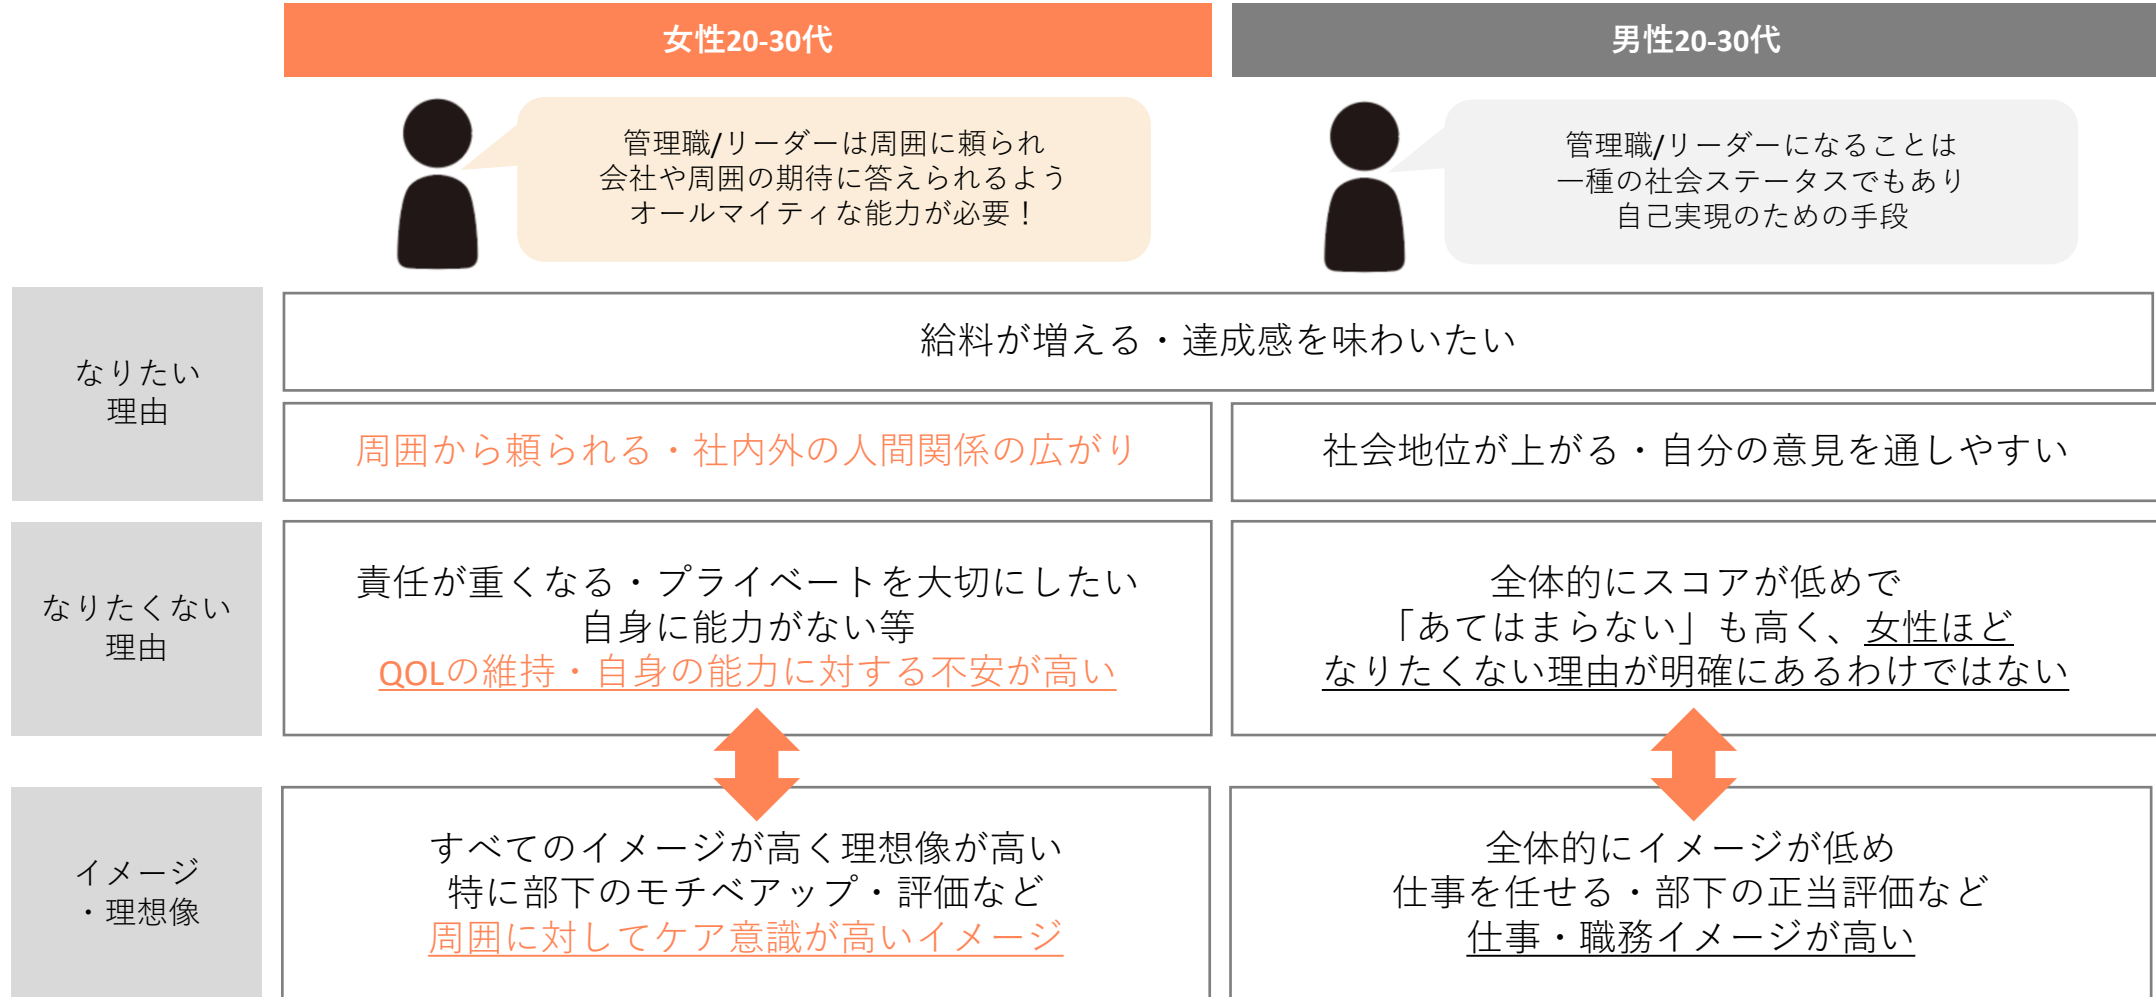 女性20-30代
男性20-30代
管理職/リーダーは周囲に頼られ
会社や周囲の期待に答えられるよう
オールマイティな能力が必要！
管理職/リーダーになることは
一種の社会ステータスでもあり
自己実現のための手段
なりたい
理由
給料が増える・達成感を味わいたい
周囲から頼られる・社内外の人間関係の広がり
社会地位が上がる・自分の意見を通しやすい
なりたくない
理由
責任が重くなる・プライベートを大切にしたい
自身に能力がない等
QOLの維持・自身の能力に対する不安が高い
全体的にスコアが低めで
「あてはまらない」も高く、女性ほど
なりたくない理由が明確にあるわけではない
イメージ
・理想像
すべてのイメージが高く理想像が高い
特に部下のモチベアップ・評価など
周囲に対してケア意識が高いイメージ
全体的にイメージが低め
仕事を任せる・部下の正当評価など
仕事・職務イメージが高い